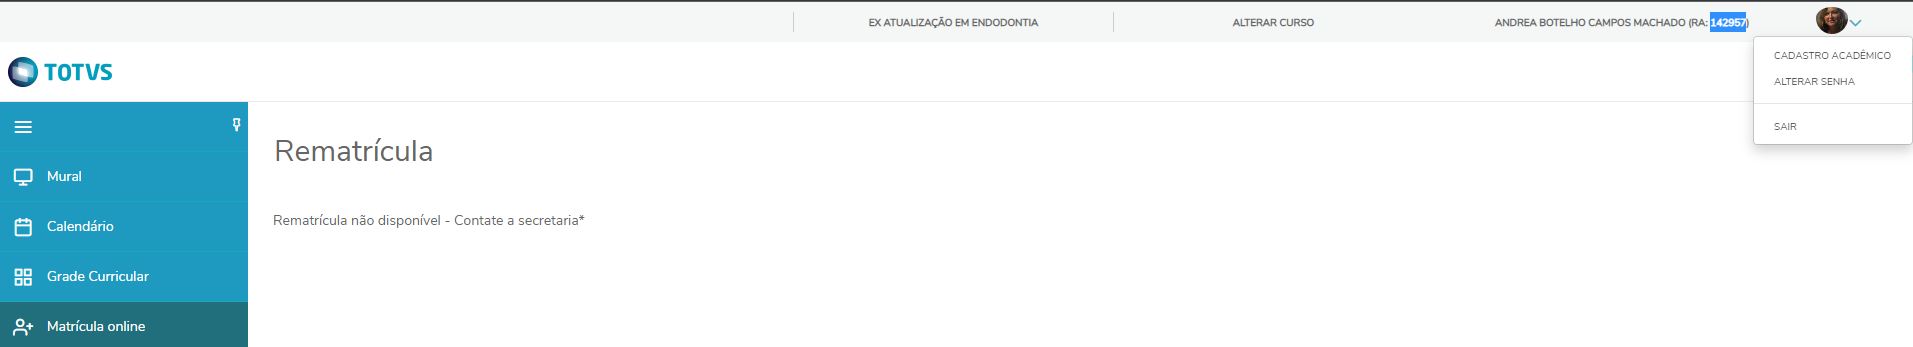 EX ATUALIZAÇÃO EM ENDODONTIA
ALTERAR CURSO
ANDREA BOTELHO CAMPOS MACHADO (RA: 142957)
CADASTRO ACADÊMICO
ALTERAR SENHA
SAIR
TOTVS
Rematrícula
Rematrícula não disponível - Contate a secretaria*
Mural
Calendário
Grade Curricular
Matrícula online